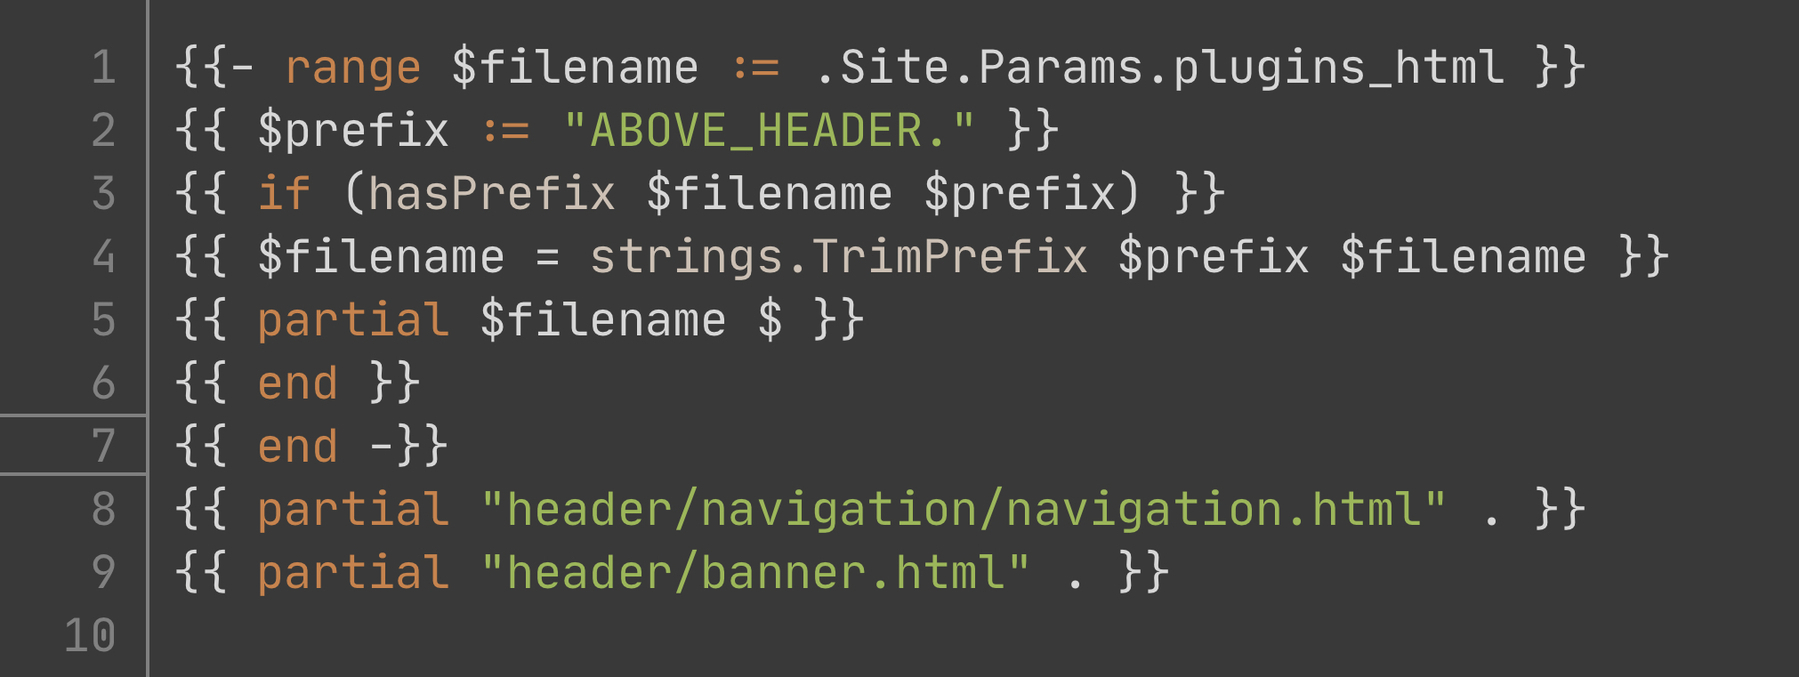 1 {{- range $filename := .Site.Params.plugins_html }}
2 {{ $prefix := "ABOVE_HEADER." }}
3 {{ if (hasPrefix $filename $prefix) }}
4 {{ $filename = strings.TrimPrefix $prefix $filename }}
5 {{ partial $filename $ }}
6 {{ end }}
7 {{ end -}}
8 {{ partial "header/navigation/navigation.html" . }}
9 {{ partial "header/banner.html" . }}
10